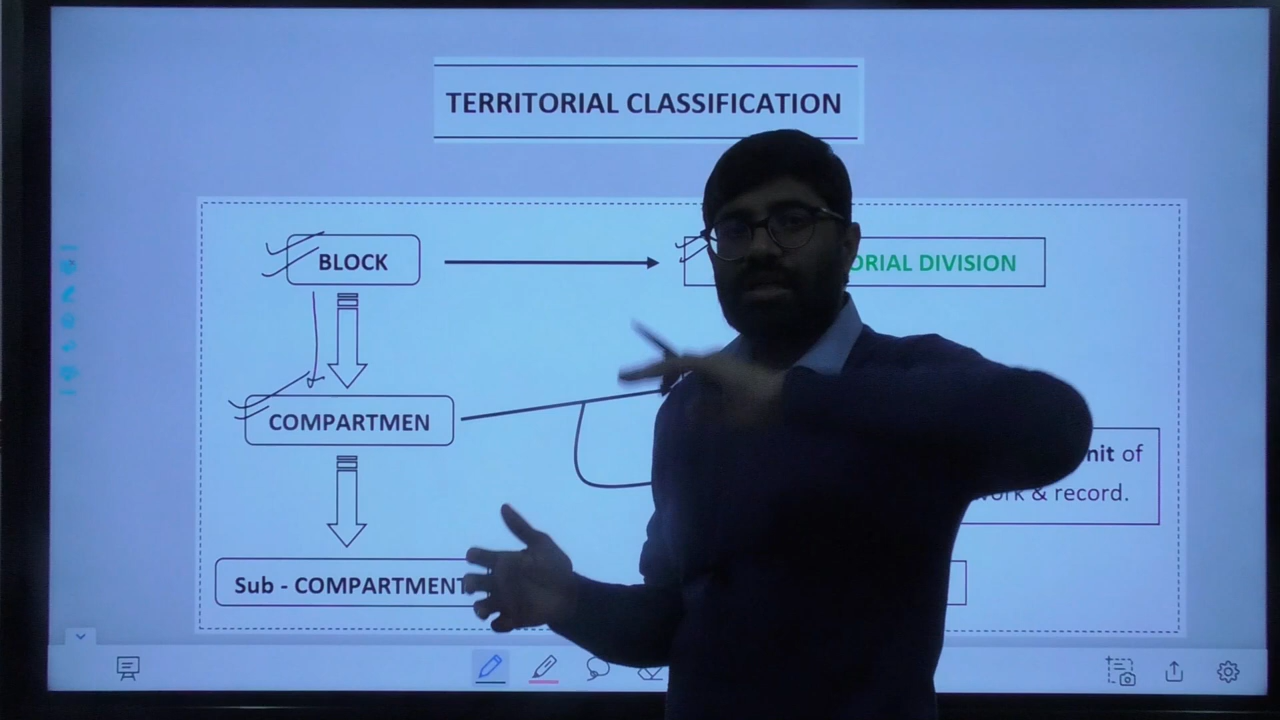 TERRITORIAL CLASSIFICATION
BLOCK
ORIAL DIVISION
COMPARTMEN
nit of
work & record.
Sub - COMPARTMENT